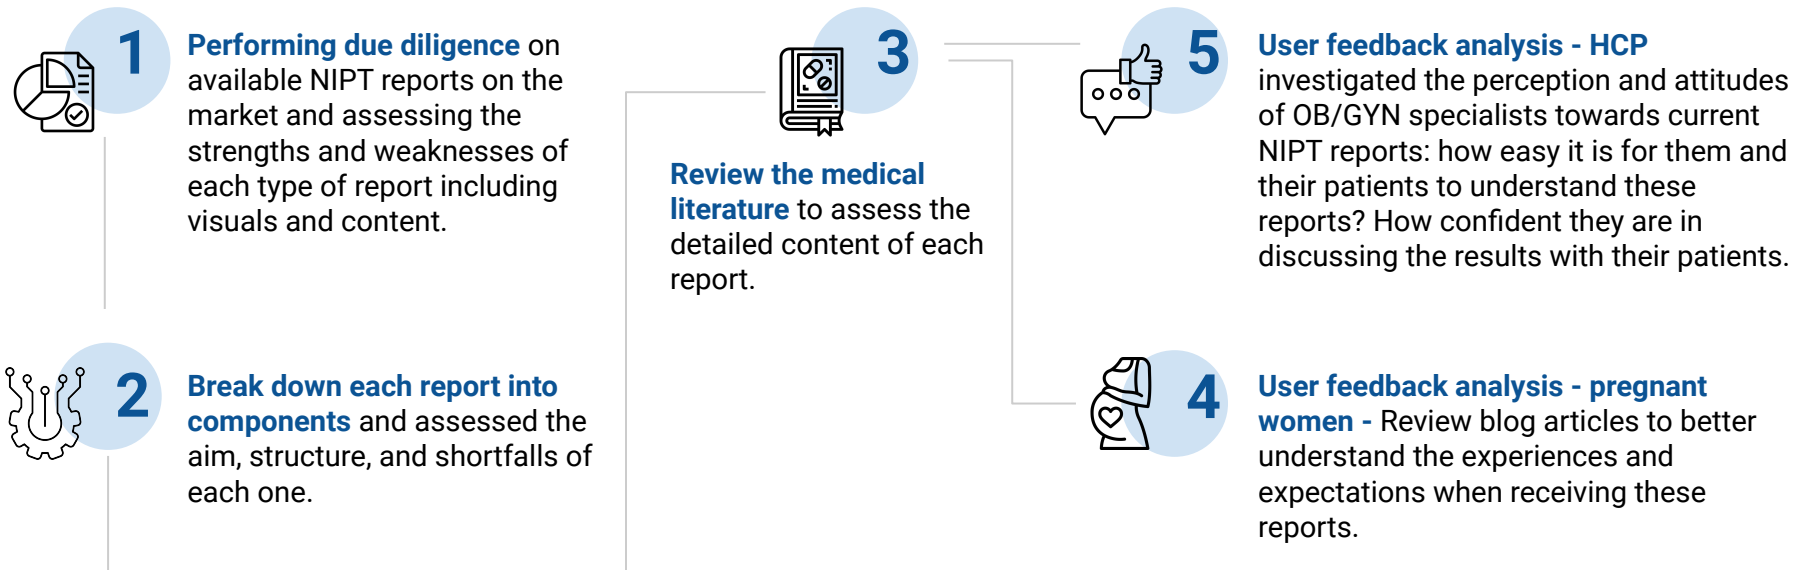 1
Performing due diligence on
available NIPT reports on the
market and assessing the
strengths and weaknesses of
each type of report including
visuals and content.
2
Break down each report into
components and assessed the
aim, structure, and shortfalls of
each one.
3
Review the medical
literature to assess the
detailed content of each
report.
5
User feedback analysis - HCP
investigated the perception and attitudes
of OB/GYN specialists towards current
NIPT reports: how easy it is for them and
their patients to understand these
reports? How confident they are in
discussing the results with their patients.
4
User feedback analysis - pregnant
women - Review blog articles to better
understand the experiences and
expectations when receiving these
reports.